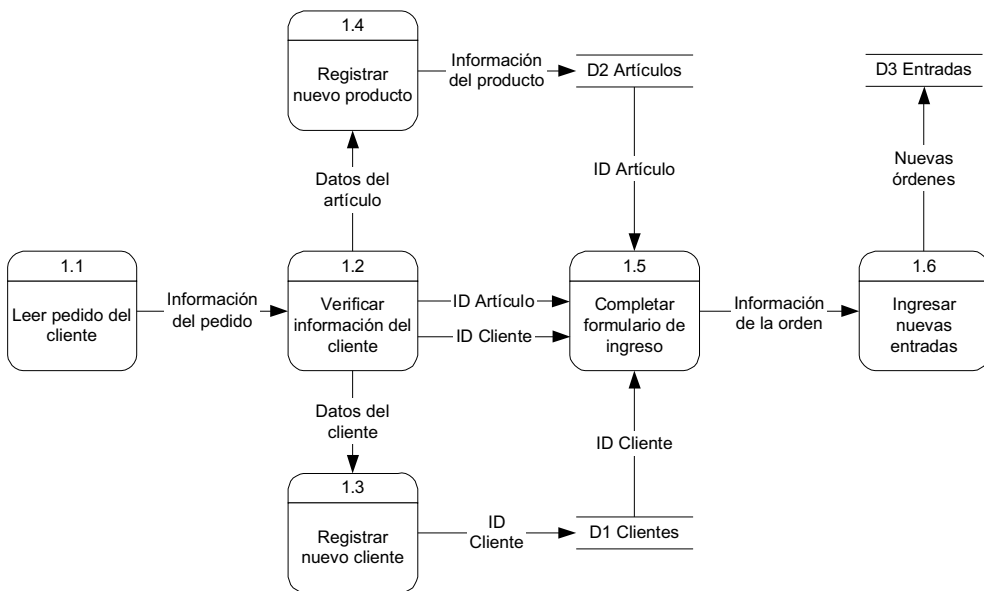 1.4
Registrar
nuevo producto
Información
del producto
D2 Artículos
D3 Entradas
Datos del
artículo
ID Artículo
Nuevas
órdenes
1.1
Leer pedido del
cliente
Información
del pedido
1.2
Verificar
información del
cliente
ID Artículo
ID Cliente
1.5
Completar
formulario de
ingreso
Información
de la orden
1.6
Ingresar
nuevas
entradas
Datos del
cliente
ID Cliente
1.3
Registrar
nuevo cliente
ID
Cliente
D1 Clientes